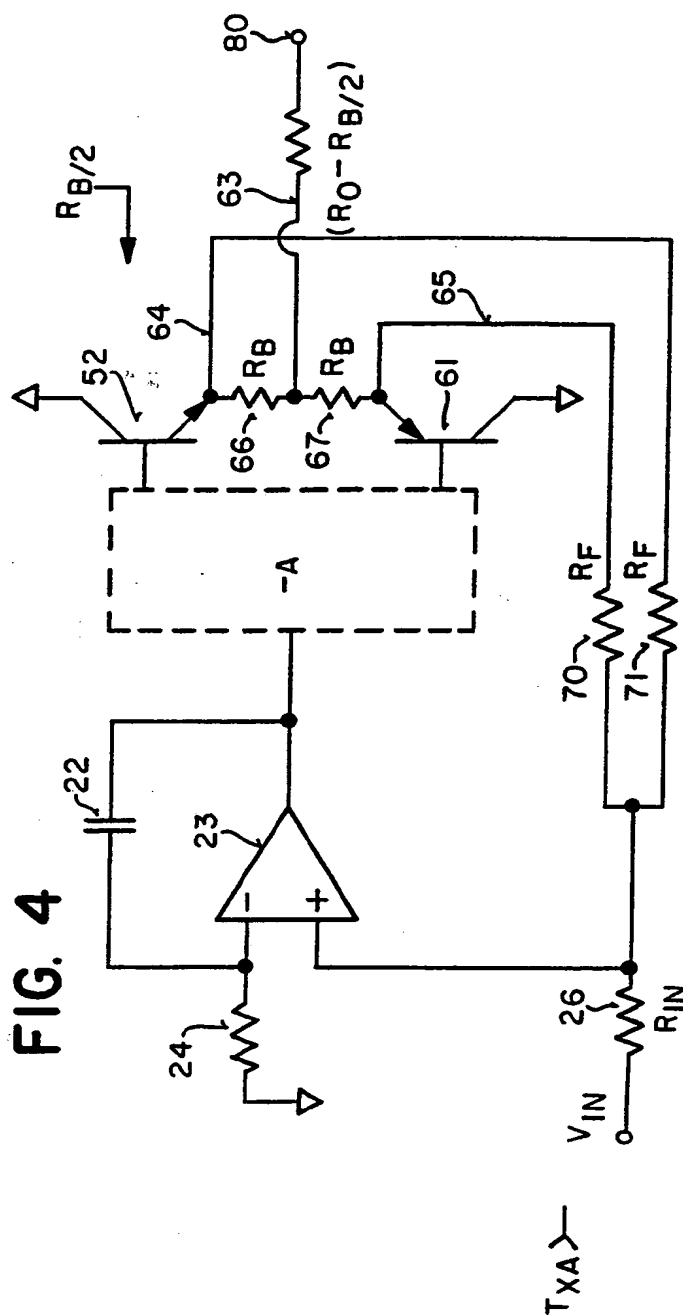 FIG. 4
22
23
24
-
+
-A
52
64
R_B/2
66
R_B
67
R_B
63
80
(R_O - R_B/2)
61
65
70
R_F
71
R_F
26
R_IN
V_IN
T_XA